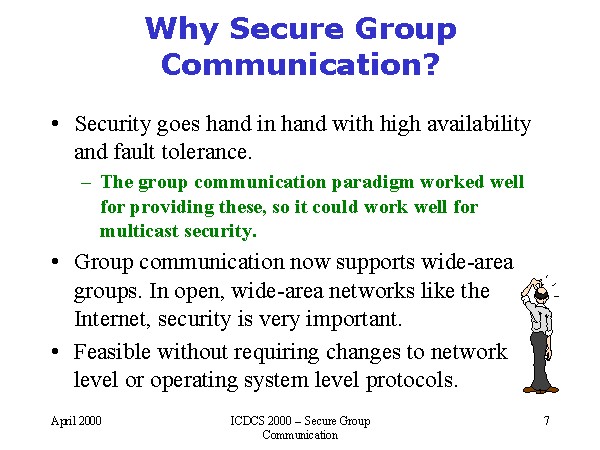 Why Secure Group
Communication?
• Security goes hand in hand with high availability
and fault tolerance.
– The group communication paradigm worked well
for providing these, so it could work well for
multicast security.
• Group communication now supports wide-area
groups. In open, wide-area networks like the
Internet, security is very important.
• Feasible without requiring changes to network
level or operating system level protocols.
April 2000
ICDCS 2000 – Secure Group
Communication
7